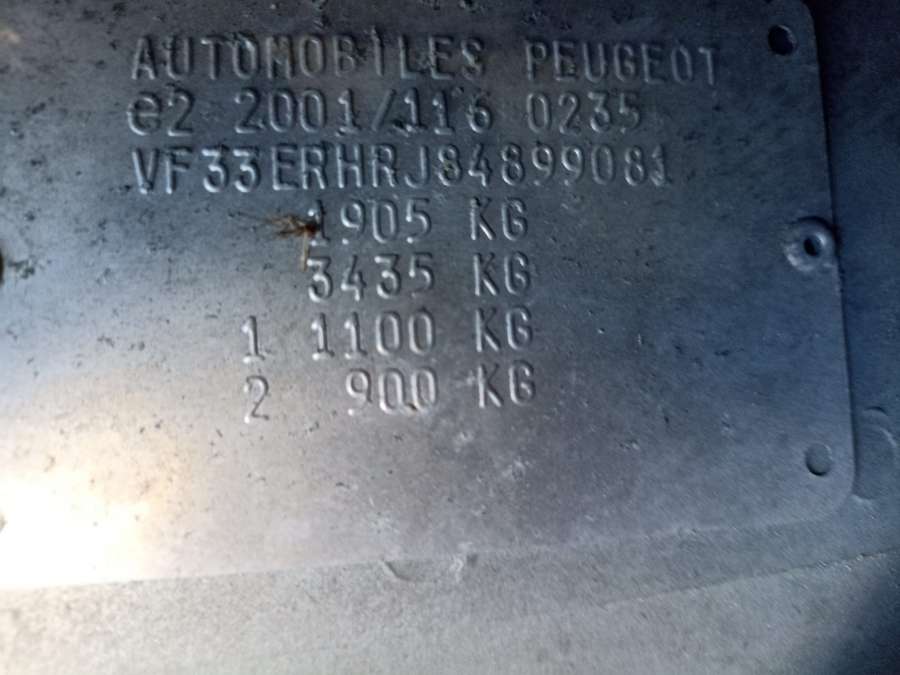 AUTOMOBILES PEUGEOT
e2 2001/116 0235
VF33ERHRJ84899081
1905 KG
3435 KG
1 1100 KG
2 900 KG